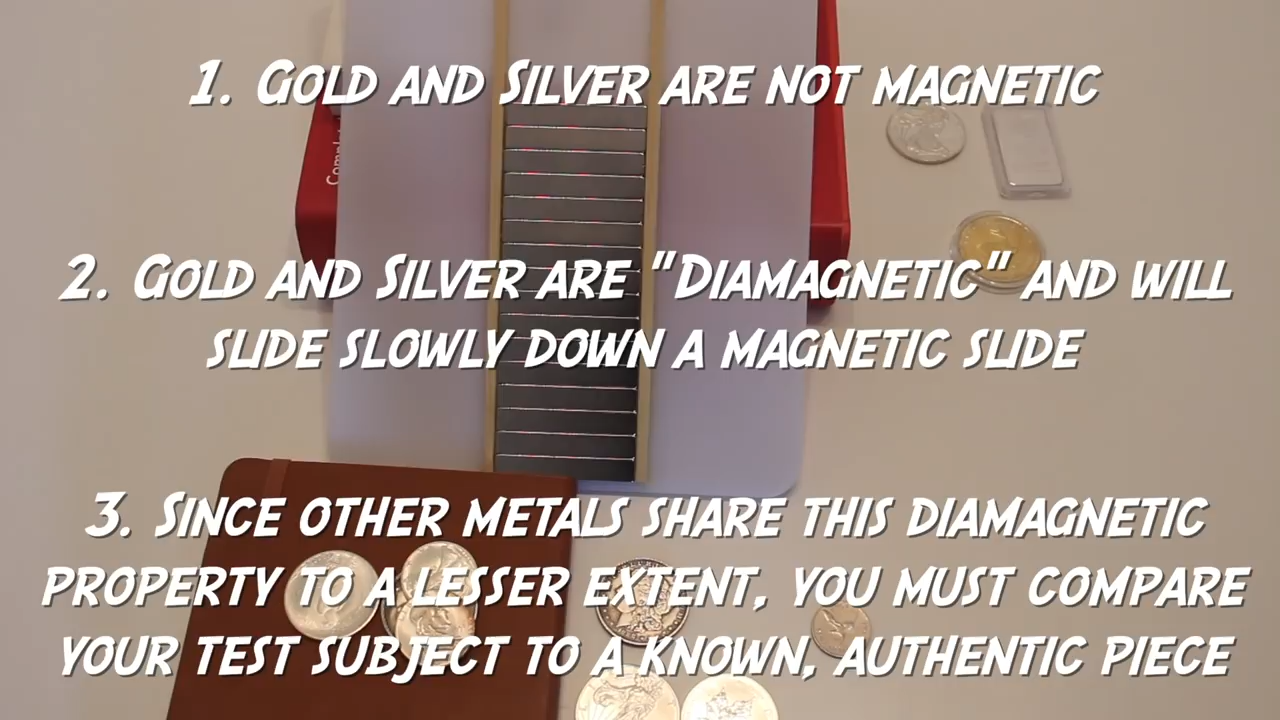 1. Gold and Silver are not magnetic
2. Gold and Silver are "Diamagnetic" and will
slide slowly down a magnetic slide
3. Since other metals share this diamagnetic
property to a lesser extent, you must compare
your test subject to a known, authentic piece